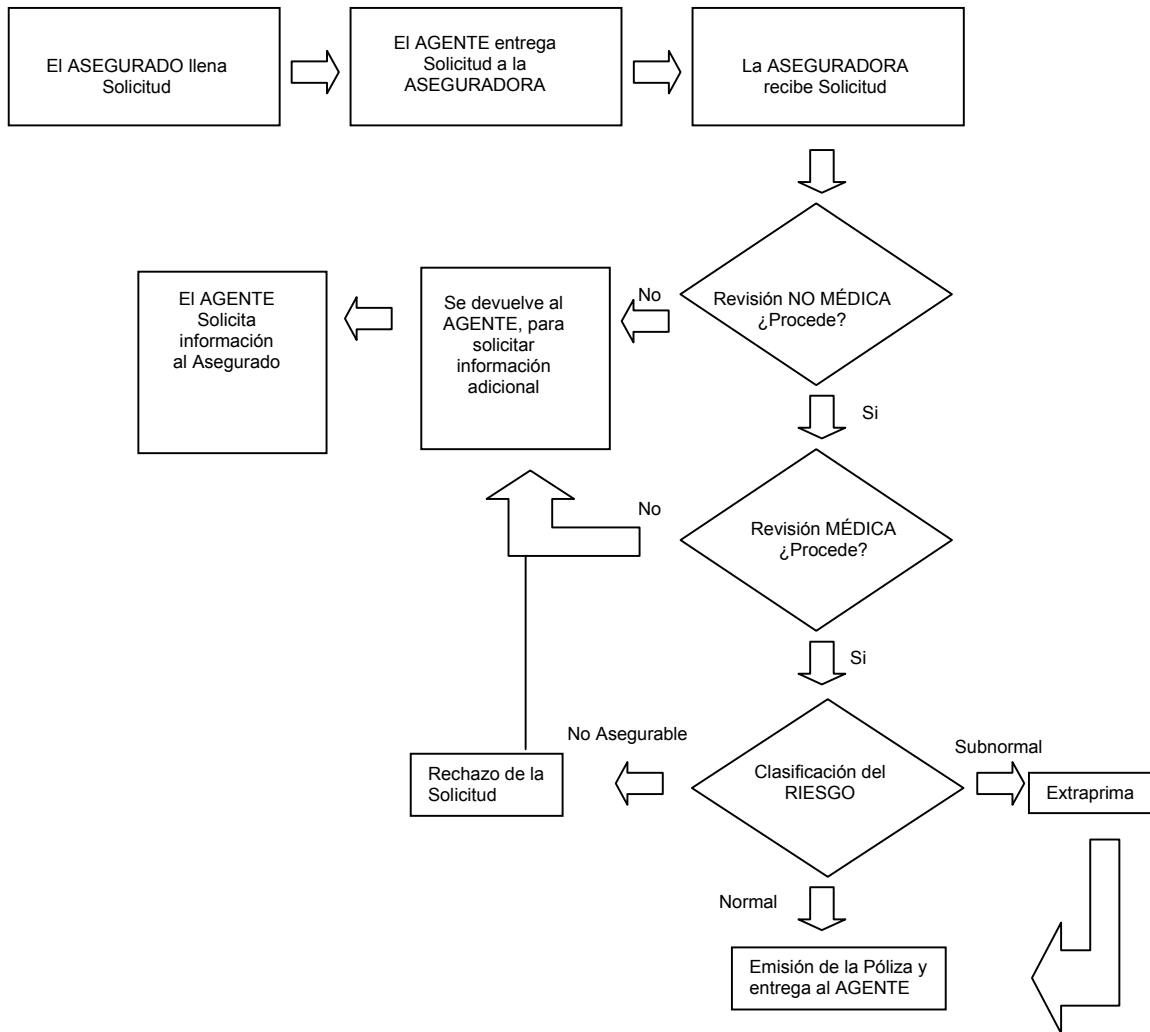 El ASEGURADO llena
Solicitud
El AGENTE entrega
Solicitud a la
ASEGURADORA
La ASEGURADORA
recibe Solicitud
El AGENTE
Solicita
información
al Asegurado
Se devuelve al
AGENTE, para
solicitar
información
adicional
No
Revisión NO MÉDICA
¿Procede?
Si
No
Revisión MÉDICA
¿Procede?
Si
No Asegurable
Subnormal
Rechazo de la
Solicitud
Clasificación del
RIESGO
Extraprima
Normal
Emisión de la Póliza y
entrega al AGENTE